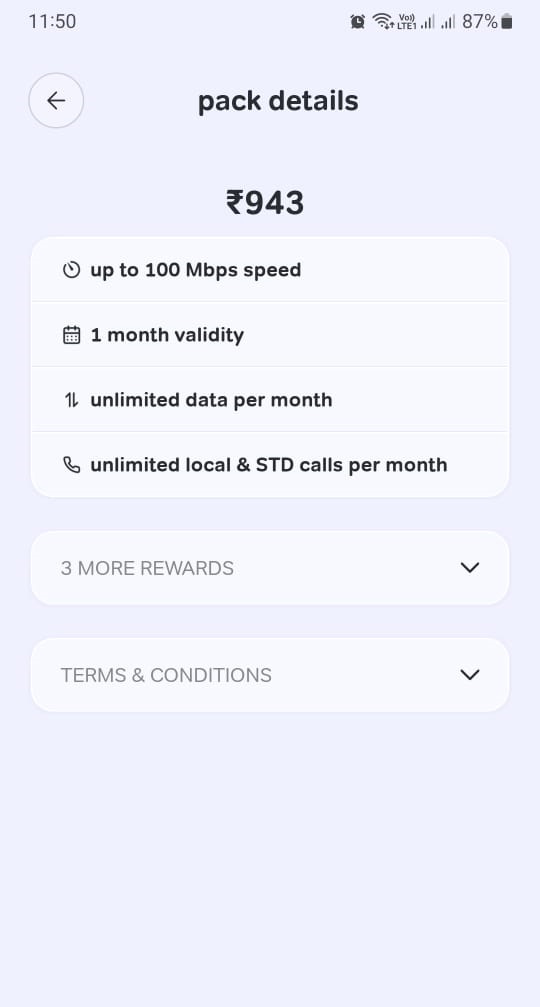 11:50
Vo)) LTE1 87%
pack details
₹943
up to 100 Mbps speed
1 month validity
unlimited data per month
unlimited local & STD calls per month
3 MORE REWARDS
TERMS & CONDITIONS